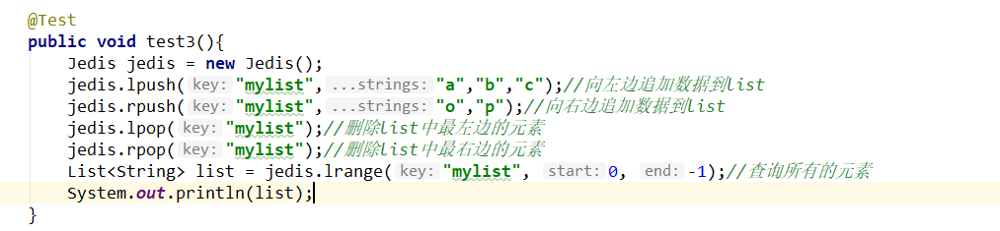 @Test
public void test3(){
Jedis jedis = new Jedis();
jedis.lpush( key: "mylist", ...strings: "a","b","c");//向左边追加数据到list
jedis.rpush( key: "mylist", ...strings: "o","p");//向右边追加数据到list
jedis.lpop( key: "mylist");//删除list中最左边的元素
jedis.rpop( key: "mylist");//删除list中最右边的元素
List<String> list = jedis.lrange( key: "mylist", start: 0, end: -1);//查询所有的元素
System.out.println(list);
}